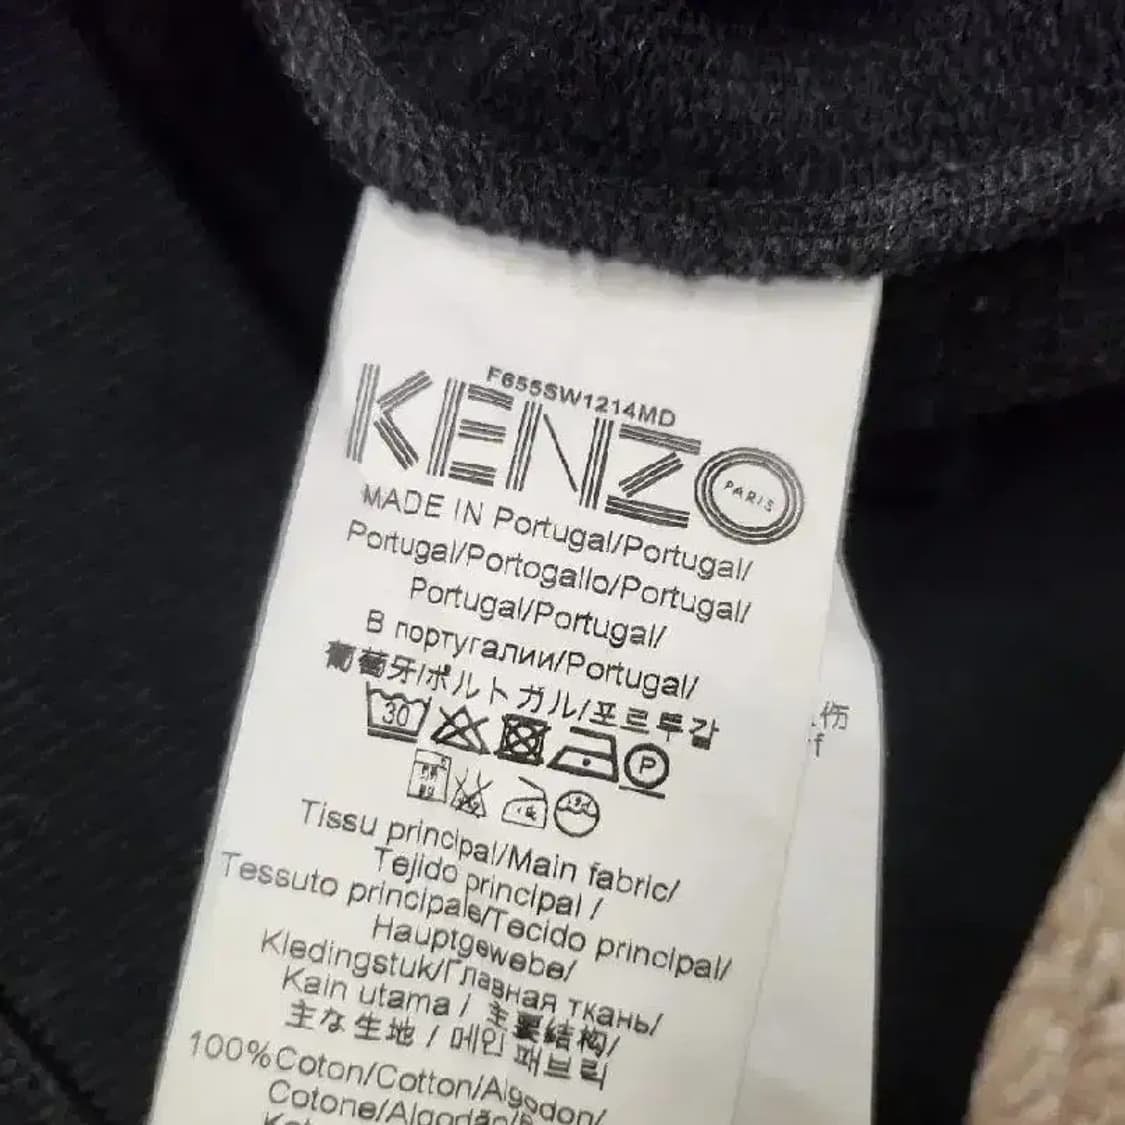 F655SW1214MD
KENZO
PARIS
MADE IN Portugal/Portugal/
Portugal/Portogallo/Portugal/
Portugal/Portugal/
В португалии/Portugal/
葡萄牙/ポルトガル/포르투갈
30
P
Tissu principal/Main fabric/
Tejido principal /
Tessuto principale/Tecido principal/
Hauptgewebe/
Kledingstuk/Главная ткань/
Kain utama / 主要结构/
主な生地 / 메인 패브릭
100%Coton/Cotton/Algodon/
Cotone/Algodão/
伤
f